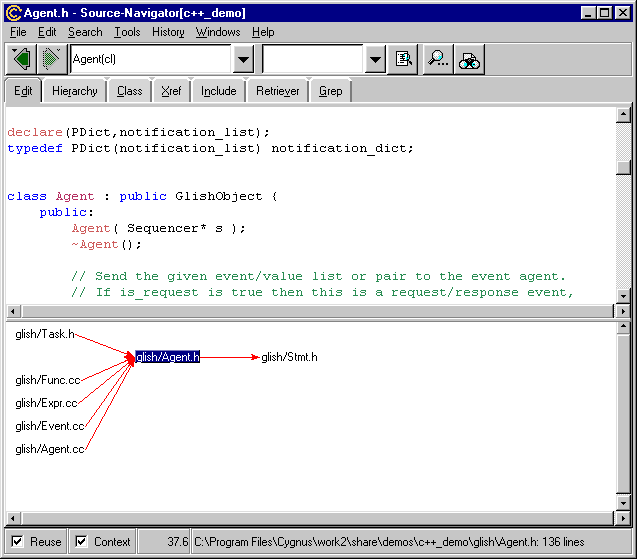 Agent.h - Source-Navigator[c++_demo]
File Edit Search Tools History Windows Help
Agent(cl)
Edit Hierarchy Class Xref Include Retriever Grep
declare(PDict,notification_list);
typedef PDict(notification_list) notification_dict;
class Agent : public GlishObject {
public:
Agent( Sequencer* s );
~Agent();
// Send the given event/value list or pair to the event agent.
// If is_request is true then this is a request/response event,
glish/Task.h
glish/Agent.h glish/Stmt.h
glish/Func.cc
glish/Expr.cc
glish/Event.cc
glish/Agent.cc
Reuse Context 37.6 C:\Program Files\Cygnus\work2\share\demos\c++_demo\glish\Agent.h: 136 lines